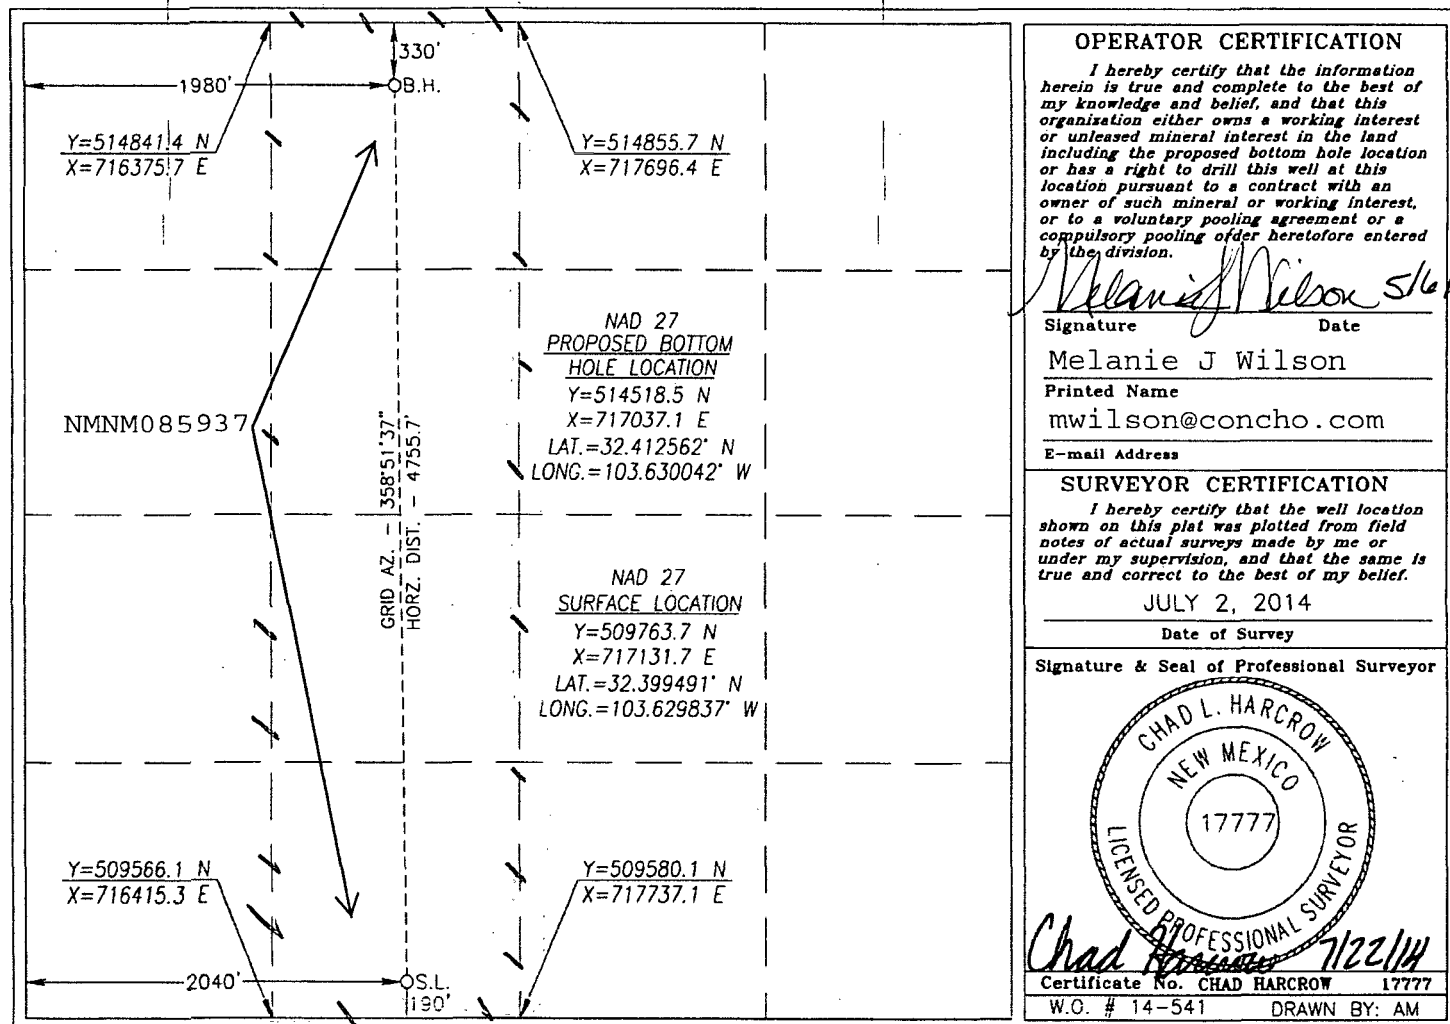 330'
1980'
B.H.
Y=514841.4 N
X=716375.7 E
Y=514855.7 N
X=717696.4 E
NMNM085937
NAD 27
PROPOSED BOTTOM
HOLE LOCATION
Y=514518.5 N
X=717037.1 E
LAT.=32.412562° N
LONG.=103.630042° W
GRID AZ. - 358°51'37"
HORZ. DIST. - 4755.7'
NAD 27
SURFACE LOCATION
Y=509763.7 N
X=717131.7 E
LAT.=32.399491° N
LONG.=103.629837° W
Y=509566.1 N
X=716415.3 E
Y=509580.1 N
X=717737.1 E
2040'
S.L.
190'
OPERATOR CERTIFICATION
I hereby certify that the information
herein is true and complete to the best of
my knowledge and belief, and that this
organization either owns a working interest
or unleased mineral interest in the land
including the proposed bottom hole location
or has a right to drill this well at this
location pursuant to a contract with an
owner of such mineral or working interest,
or to a voluntary pooling agreement or a
compulsory pooling order heretofore entered
by the division.
Melanie J Wilson 5/6
Signature Date
Melanie J Wilson
Printed Name
mwilson@concho.com
E-mail Address
SURVEYOR CERTIFICATION
I hereby certify that the well location
shown on this plat was plotted from field
notes of actual surveys made by me or
under my supervision, and that the same is
true and correct to the best of my belief.
JULY 2, 2014
Date of Survey
Signature & Seal of Professional Surveyor
CHAD L. HARCROW
NEW MEXICO
17777
LICENSED PROFESSIONAL SURVEYOR
Chad Harcrow 7/22/14
Certificate No. CHAD HARCROW 17777
W.O. # 14-541 DRAWN BY: AM